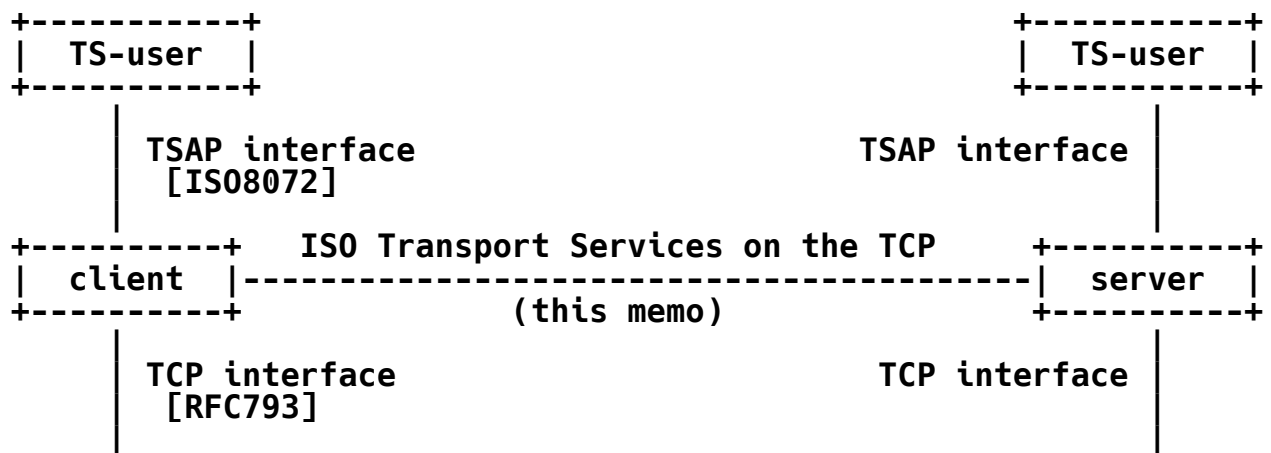 +-----------+                                       +-----------+
|  TS-user  |                                       |  TS-user  |
+-----------+                                       +-----------+
     |                                                     |
     | TSAP interface                       TSAP interface |
     |  [ISO8072]                                          |
     |                                                     |
+----------+   ISO Transport Services on the TCP     +----------+
|  client  |-----------------------------------------|  server  |
+----------+              (this memo)                +----------+
     |                                                     |
     | TCP interface                         TCP interface |
     |  [RFC793]                                           |
     |                                                     |